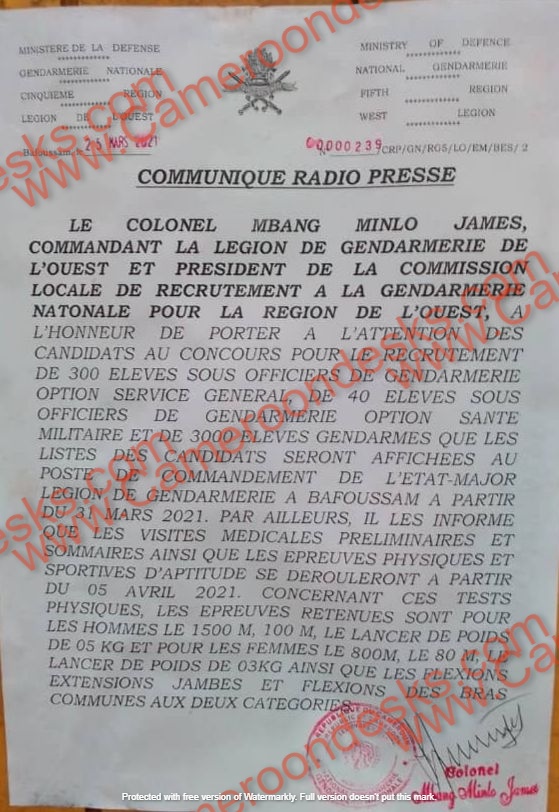 MINISTERE DE LA DEFENSE
************
GENDARMERIE NATIONALE
************
CINQUIEME REGION
************
LEGION DE L'OUEST
************
Bafoussam, le 25 MARS 2021
MINISTRY OF DEFENCE
************
NATIONAL GENDARMERIE
************
FIFTH REGION
************
WEST LEGION
************
N° 00000239/CRP/GN/RG5/LO/EM/BES/ 2
COMMUNIQUE RADIO PRESSE
LE COLONEL MBANG MINLO JAMES,
COMMANDANT LA LEGION DE GENDARMERIE DE
L'OUEST ET PRESIDENT DE LA COMMISSION
LOCALE DE RECRUTEMENT A LA GENDARMERIE
NATONALE POUR LA REGION DE L'OUEST, A
L'HONNEUR DE PORTER A L'ATTENTION DES
CANDIDATS AU CONCOURS POUR LE RECRUTEMENT
DE 300 ELEVES SOUS OFFICIERS DE GENDARMERIE
OPTION SERVICE GENERAL, DE 40 ELEVES SOUS
OFFICIERS DE GENDARMERIE OPTION SANTE
MILITAIRE ET DE 3000 ELEVES GENDARMES QUE LES
LISTES DES CANDIDATS SERONT AFFICHEES AU
POSTE DE COMMANDEMENT DE L'ETAT-MAJOR
LEGION DE GENDARMERIE A BAFOUSSAM A PARTIR
DU 31 MARS 2021. PAR AILLEURS, IL LES INFORME
QUE LES VISITES MEDICALES PRELIMINAIRES ET
SOMMAIRES AINSI QUE LES EPREUVES PHYSIQUES ET
SPORTIVES D'APTITUDE SE DEROULERONT A PARTIR
DU 05 AVRIL 2021. CONCERNANT CES TESTS
PHYSIQUES, LES EPREUVES RETENUES SONT POUR
LES HOMMES LE 1500 M, 100 M, LE LANCER DE POIDS
DE 05 KG ET POUR LES FEMMES LE 800M, LE 80 M, LE
LANCER DE POIDS DE 03KG AINSI QUE LES FLEXIONS
EXTENSIONS JAMBES ET FLEXIONS DES BRAS
COMMUNES AUX DEUX CATEGORIES.
REPUBLIQUE DU CAMEROUN
Colonel
Mbang Minlo James
www.Cameroondesks.com
Protected with free version of Watermarkly. Full version doesn't put this mark.